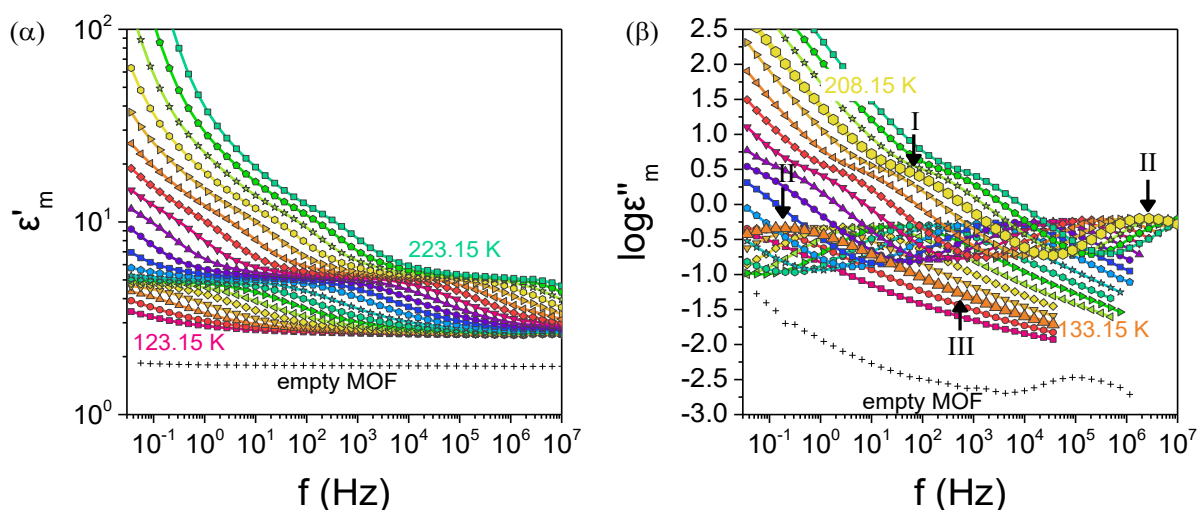 (α)
10²
10¹
10⁰
ε'ₘ
223.15 K
123.15 K
empty MOF
10⁻¹ 10⁰ 10¹ 10² 10³ 10⁴ 10⁵ 10⁶ 10⁷
f (Hz)
(β)
2.5
2.0
1.5
1.0
0.5
0.0
-0.5
-1.0
-1.5
-2.0
-2.5
-3.0
logε''ₘ
208.15 K
I
II
II
III
133.15 K
empty MOF
10⁻¹ 10⁰ 10¹ 10² 10³ 10⁴ 10⁵ 10⁶ 10⁷
f (Hz)